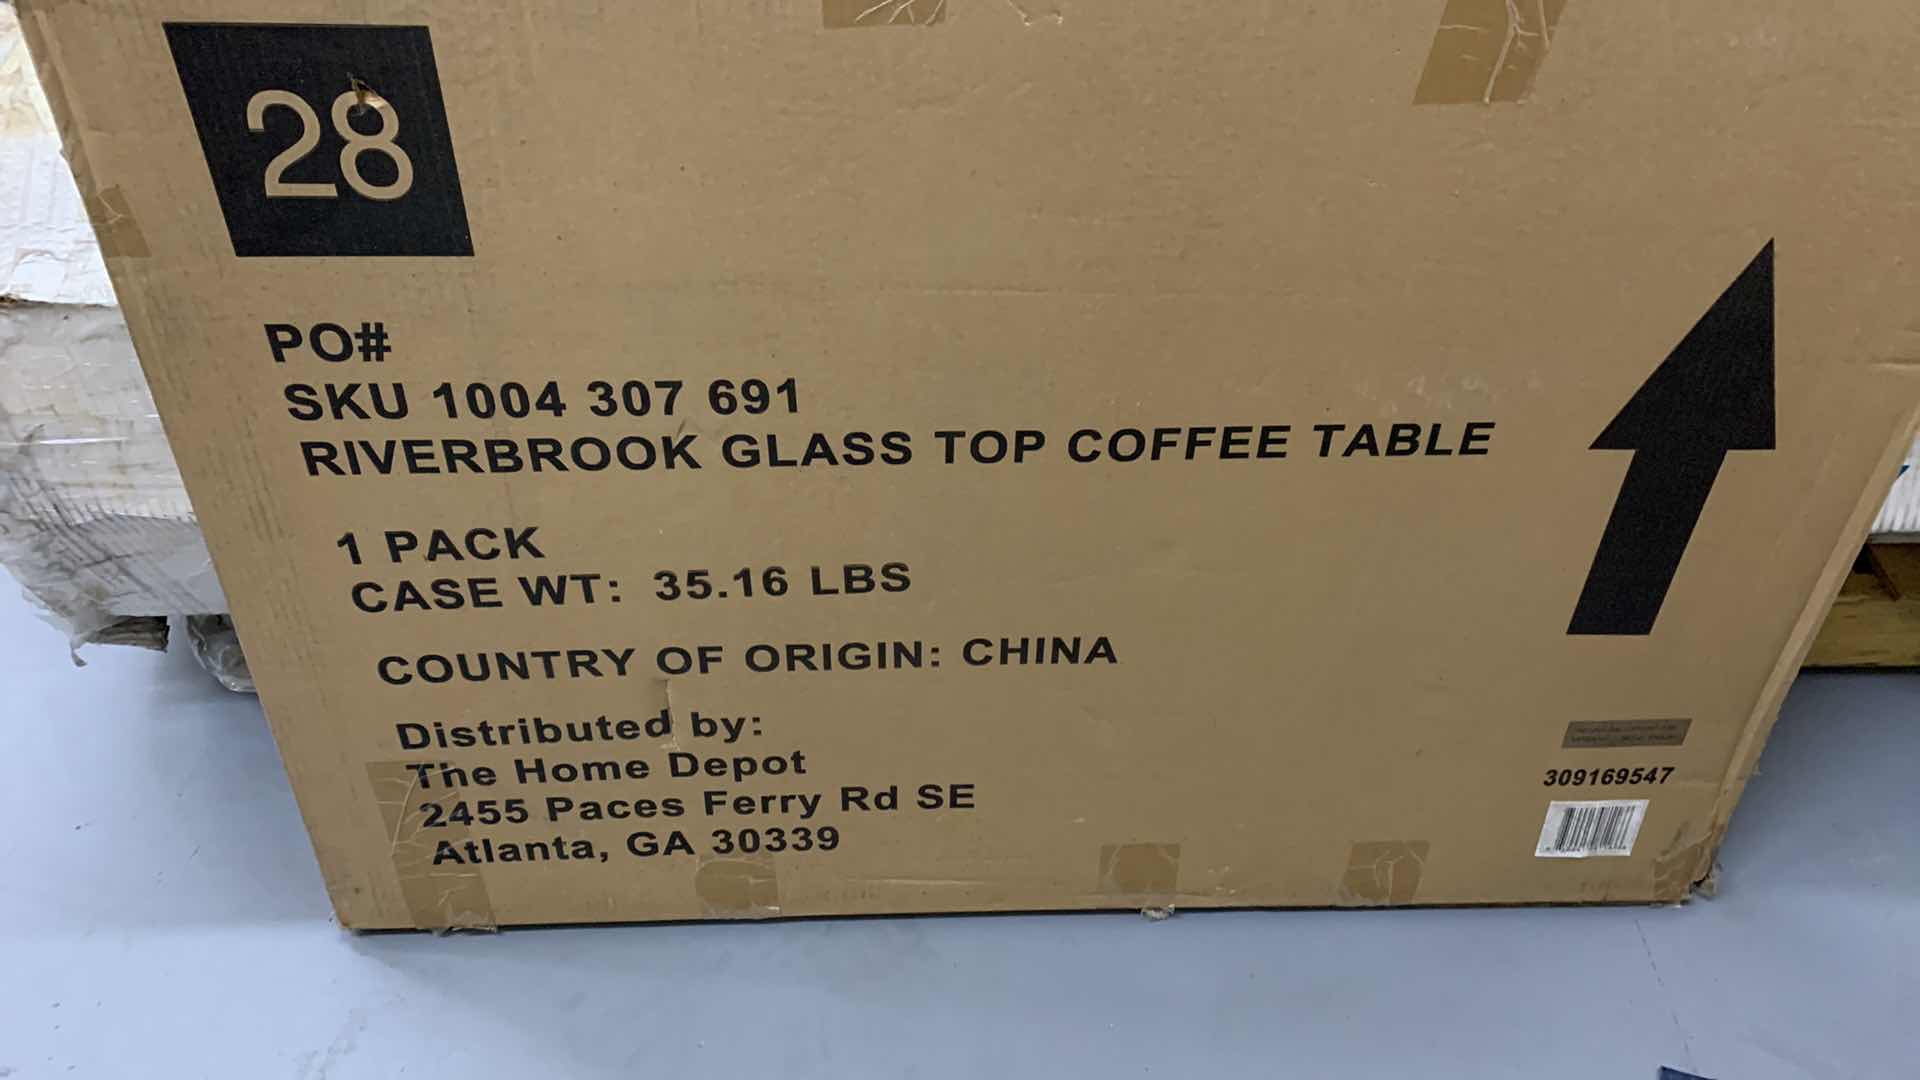 28
PO#
SKU 1004 307 691
RIVERBROOK GLASS TOP COFFEE TABLE
1 PACK
CASE WT: 35.16 LBS
COUNTRY OF ORIGIN: CHINA
Distributed by:
The Home Depot
2455 Paces Ferry Rd SE
Atlanta, GA 30339
309169547